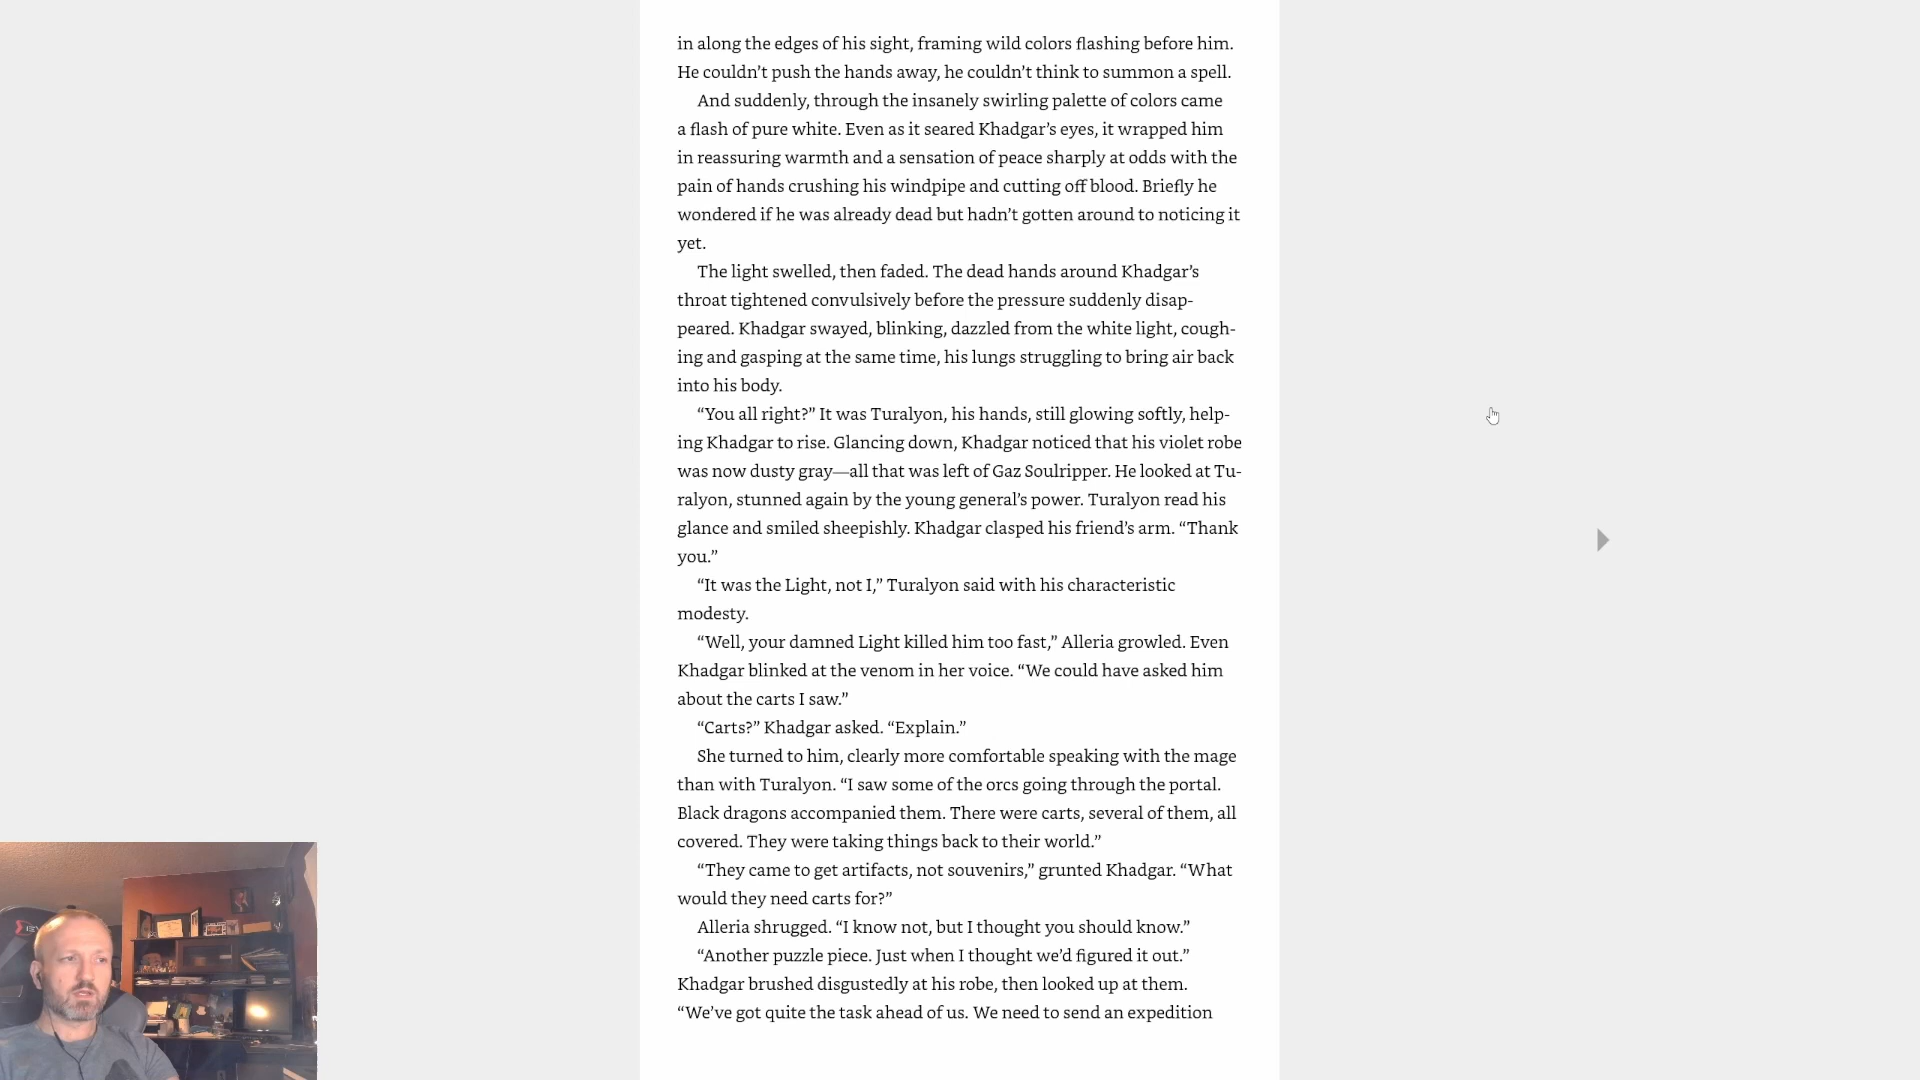 in along the edges of his sight, framing wild colors flashing before him.
He couldn’t push the hands away, he couldn’t think to summon a spell.
And suddenly, through the insanely swirling palette of colors came
a flash of pure white. Even as it seared Khadgar’s eyes, it wrapped him
in reassuring warmth and a sensation of peace sharply at odds with the
pain of hands crushing his windpipe and cutting off blood. Briefly he
wondered if he was already dead but hadn’t gotten around to noticing it
yet.
The light swelled, then faded. The dead hands around Khadgar’s
throat tightened convulsively before the pressure suddenly disap-
peared. Khadgar swayed, blinking, dazzled from the white light, cough-
ing and gasping at the same time, his lungs struggling to bring air back
into his body.
“You all right?” It was Turalyon, his hands, still glowing softly, help-
ing Khadgar to rise. Glancing down, Khadgar noticed that his violet robe
was now dusty gray—all that was left of Gaz Soulripper. He looked at Tu-
ralyon, stunned again by the young general’s power. Turalyon read his
glance and smiled sheepishly. Khadgar clasped his friend’s arm. “Thank
you.”
“It was the Light, not I,” Turalyon said with his characteristic
modesty.
“Well, your damned Light killed him too fast,” Alleria growled. Even
Khadgar blinked at the venom in her voice. “We could have asked him
about the carts I saw.”
“Carts?” Khadgar asked. “Explain.”
She turned to him, clearly more comfortable speaking with the mage
than with Turalyon. “I saw some of the orcs going through the portal.
Black dragons accompanied them. There were carts, several of them, all
covered. They were taking things back to their world.”
“They came to get artifacts, not souvenirs,” grunted Khadgar. “What
would they need carts for?”
Alleria shrugged. “I know not, but I thought you should know.”
“Another puzzle piece. Just when I thought we’d figured it out.”
Khadgar brushed disgustedly at his robe, then looked up at them.
“We’ve got quite the task ahead of us. We need to send an expedition